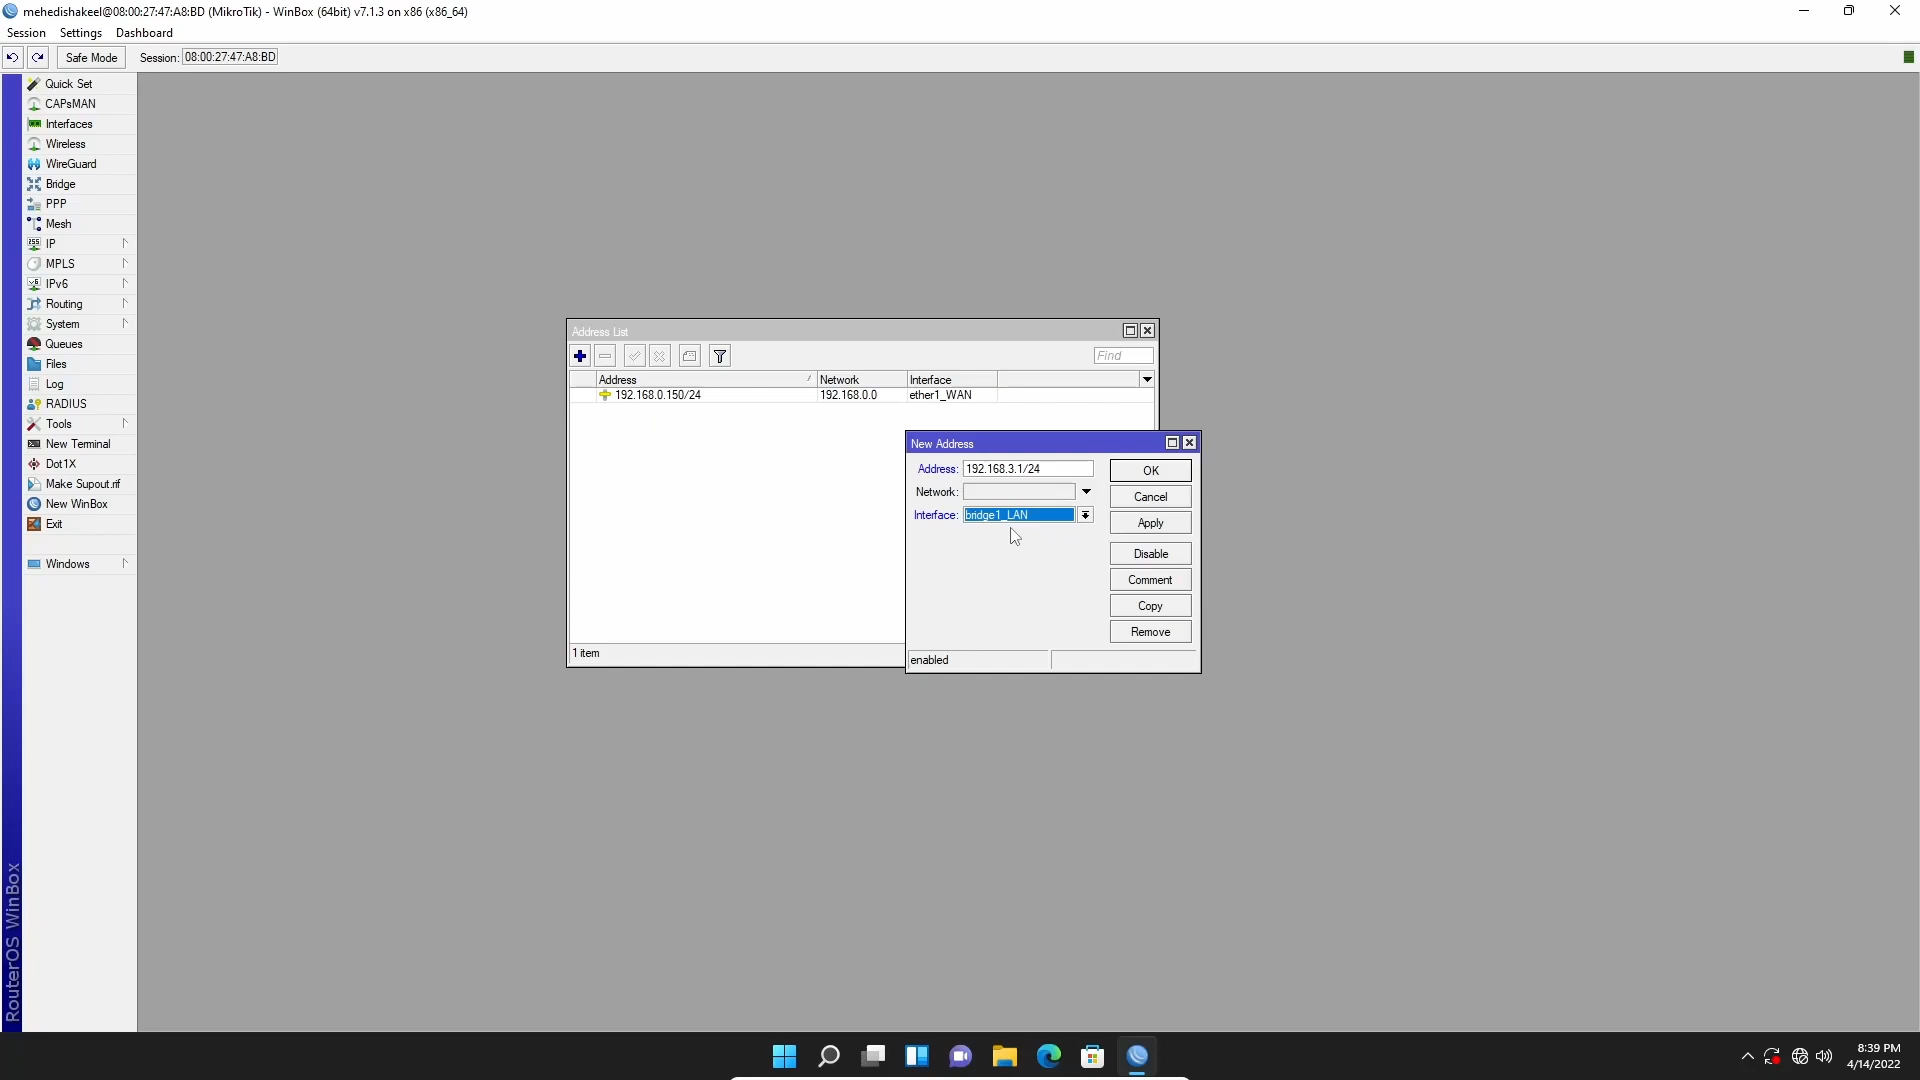 mehedishakeel@08:00:27:47:A8:BD (MikroTik) - WinBox (64bit) v7.1.3 on x86 (x86_64)
Session Settings Dashboard
Safe Mode Session: 08:00:27:47:A8:BD
Quick Set
CAPsMAN
Interfaces
Wireless
WireGuard
Bridge
PPP
Mesh
IP
MPLS
IPv6
Routing
System
Queues
Files
Log
RADIUS
Tools
New Terminal
Dot1X
Make Supout.rif
New WinBox
Exit
Windows
RouterOS WinBox
Address List
Find
Address Network Interface
192.168.0.150/24 192.168.0.0 ether1_WAN
1 item
New Address
Address: 192.168.3.1/24
Network:
Interface: bridge1_LAN
OK
Cancel
Apply
Disable
Comment
Copy
Remove
enabled
8:39 PM
4/14/2022